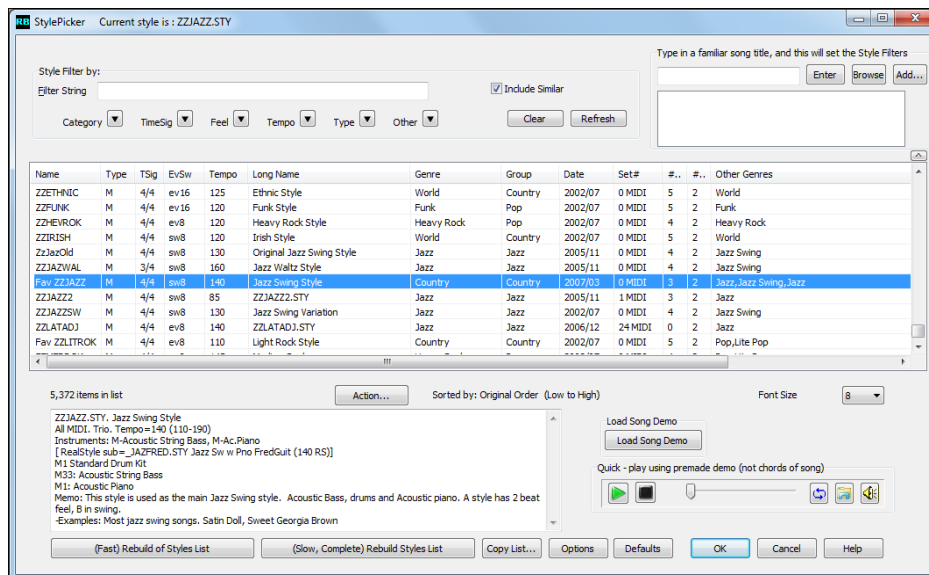 RB StylePicker Current style is : ZZJAZZ.STY
Type in a familiar song title, and this will set the Style Filters
Style Filter by:
Enter Browse Add...
Filter String
Include Similar
Category TimeSig Feel Tempo Type Other Clear Refresh
Name Type TSig EvSw Tempo Long Name Genre Group Date Set# #.. #.. Other Genres
ZZETHNIC M 4/4 ev16 125 Ethnic Style World Country 2002/07 0 MIDI 5 2 World
ZZFUNK M 4/4 ev16 120 Funk Style Funk Pop 2002/07 0 MIDI 5 2 Funk
ZZHEVROK M 4/4 ev8 120 Heavy Rock Style Heavy Rock Pop 2002/07 0 MIDI 4 2 Heavy Rock
ZZIRISH M 4/4 sw8 120 Irish Style World Country 2002/07 0 MIDI 5 2 World
ZzJazOld M 4/4 sw8 130 Original Jazz Swing Style Jazz Jazz 2005/11 0 MIDI 4 2 Jazz Swing
ZZJAZWAL M 3/4 sw8 160 Jazz Waltz Style Jazz Jazz 2005/11 0 MIDI 4 2 Jazz Swing
Fav ZZJAZZ M 4/4 sw8 140 Jazz Swing Style Country Country 2007/03 0 MIDI 3 2 Jazz,Jazz Swing,Jazz
ZZJAZZ2 M 4/4 sw8 85 ZZJAZZ2.STY Jazz Jazz 2005/11 1 MIDI 3 2 Jazz
ZZJAZZSW M 4/4 sw8 130 Jazz Swing Variation Jazz Jazz 2002/07 0 MIDI 4 2 Jazz Swing
ZZLATADJ M 4/4 ev8 140 ZZLATADJ.STY Jazz Jazz 2006/12 24 MIDI 0 2 Jazz
Fav ZZLITROK M 4/4 ev8 110 Light Rock Style Country Country 2002/07 0 MIDI 5 2 Pop,Lite Pop
5,372 items in list Action... Sorted by: Original Order (Low to High) Font Size 8
ZZJAZZ.STY. Jazz Swing Style
All MIDI. Trio. Tempo=140 (110-190)
Instruments: M-Acoustic String Bass, M-Ac.Piano
[ RealStyle sub=_JAZFRED.STY Jazz Sw w Pno FredGuit (140 RS)]
M1 Standard Drum Kit
M33: Acoustic String Bass
M1: Acoustic Piano
Memo: This style is used as the main Jazz Swing style. Acoustic Bass, drums and Acoustic piano. A style has 2 beat
feel, B in swing.
-Examples: Most jazz swing songs. Satin Doll, Sweet Georgia Brown
Load Song Demo
Load Song Demo
Quick - play using premade demo (not chords of song)
(Fast) Rebuild of Styles List (Slow, Complete) Rebuild Styles List Copy List... Options Defaults OK Cancel Help